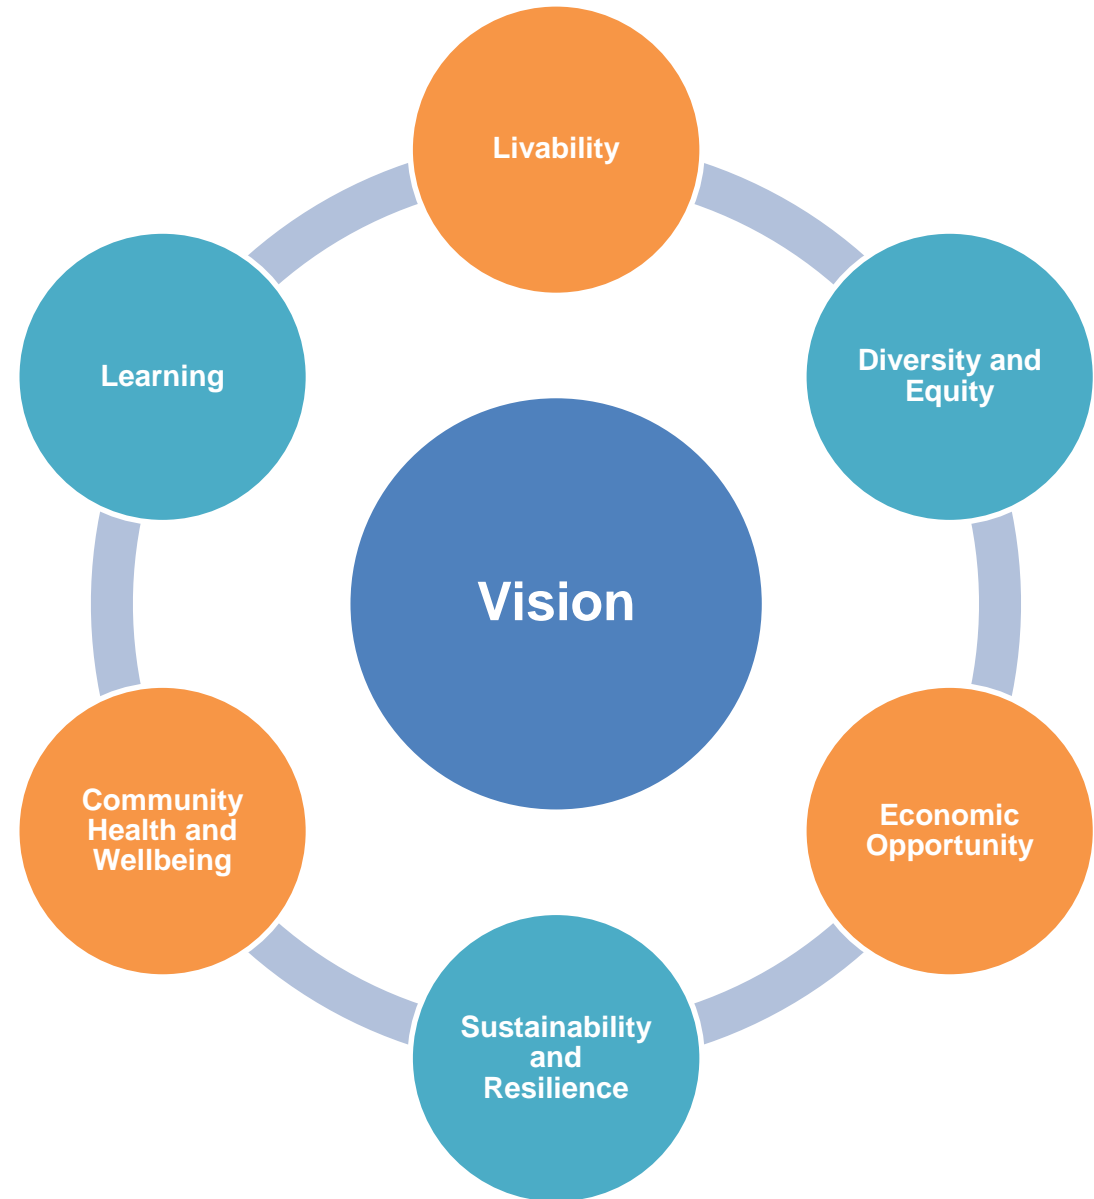 Livability
Diversity and
Equity
Economic
Opportunity
Sustainability
and
Resilience
Community
Health and
Wellbeing
Learning
Vision